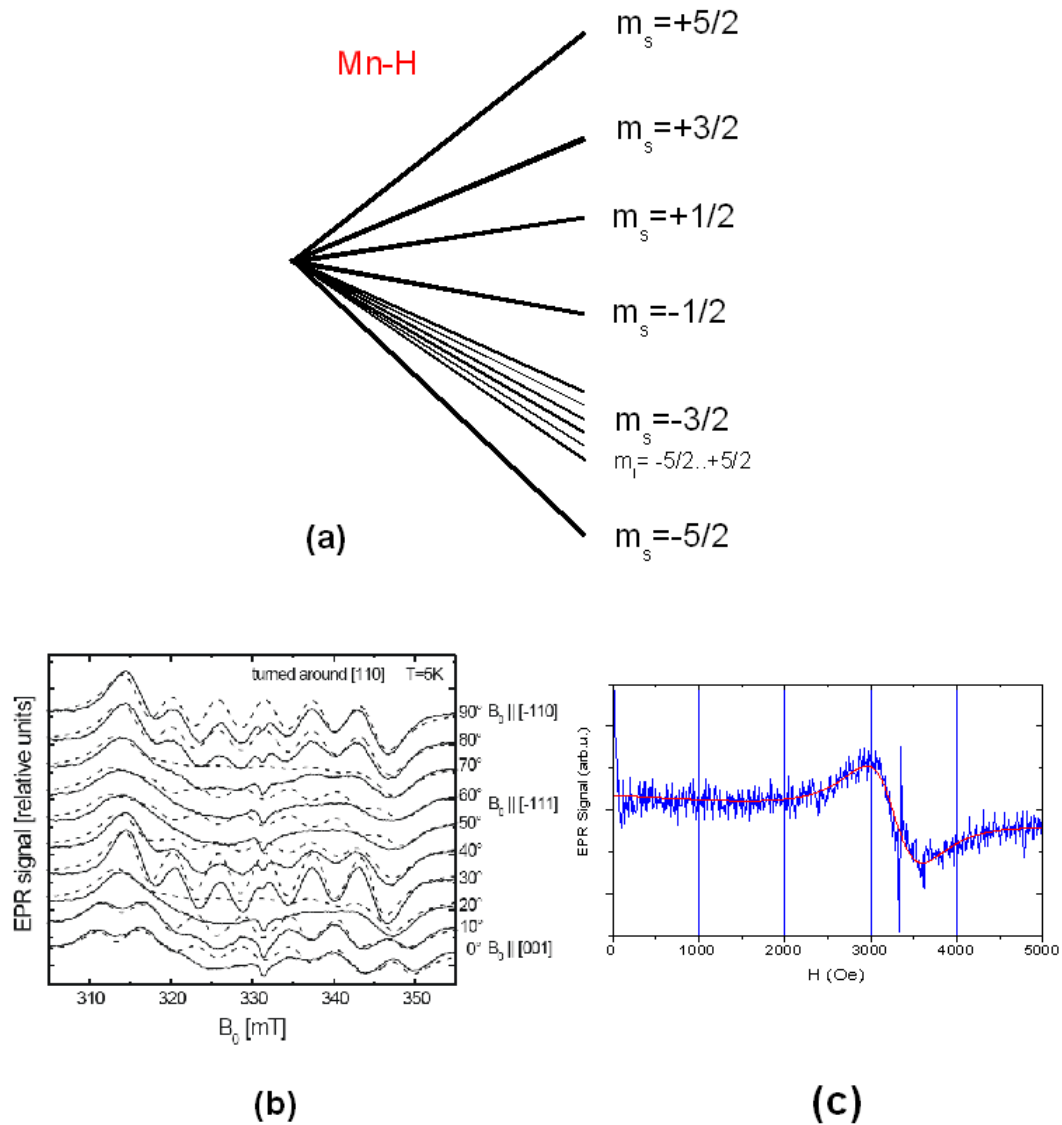 m_s=+5/2
Mn-H
m_s=+3/2
m_s=+1/2
m_s=-1/2
m_s=-3/2
m_I= -5/2..+5/2
m_s=-5/2
(a)
turned around [110] T=5K
90° B_0 || [-110]
80°
70°
60°
B_0 || [-111]
50°
40°
30°
20°
10°
0° B_0 || [001]
EPR signal [relative units]
310 320 330 340 350
B_0 [mT]
(b)
EPR Signal (arb.u.)
0 1000 2000 3000 4000 5000
H (Oe)
(c)